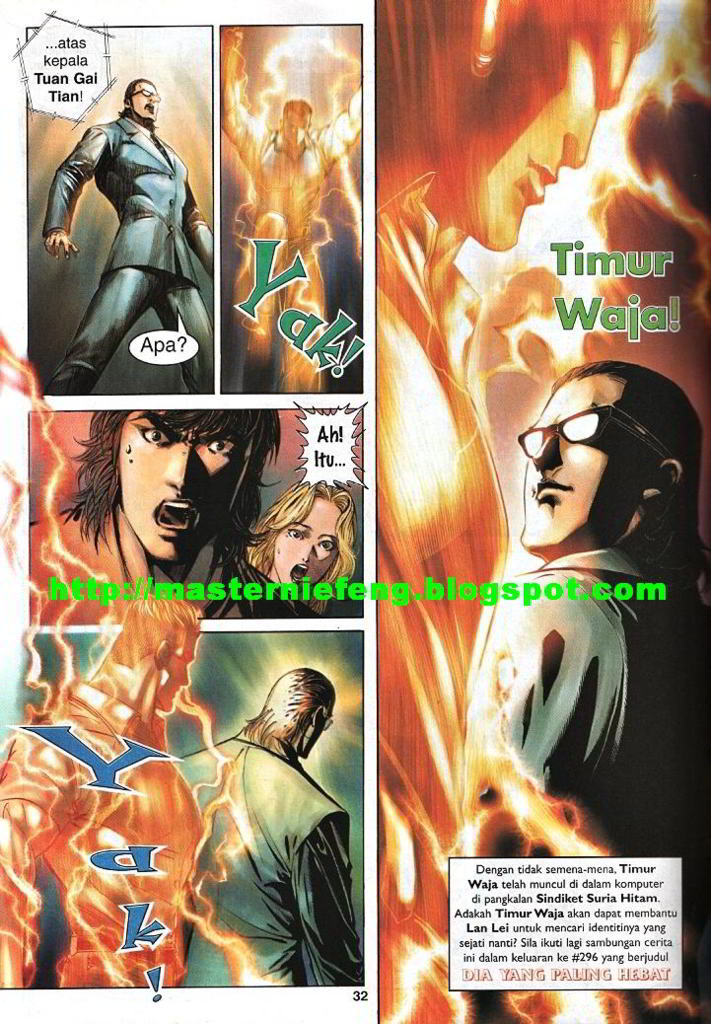 ...atas
kepala
Tuan Gai
Tian!
Apa?
Yak!
Ah!
Itu...
Yak!
32
Timur
Waja!
http://masterniefeng.blogspot.com
Dengan tidak semena-mena, Timur
Waja telah muncul di dalam komputer
di pangkalan Sindiket Suria Hitam.
Adakah Timur Waja akan dapat membantu
Lan Lei untuk mencari identitinya yang
sejati nanti? Sila ikuti lagi sambungan cerita
ini dalam keluaran ke #296 yang berjudul
DIA YANG PALING HEBAT